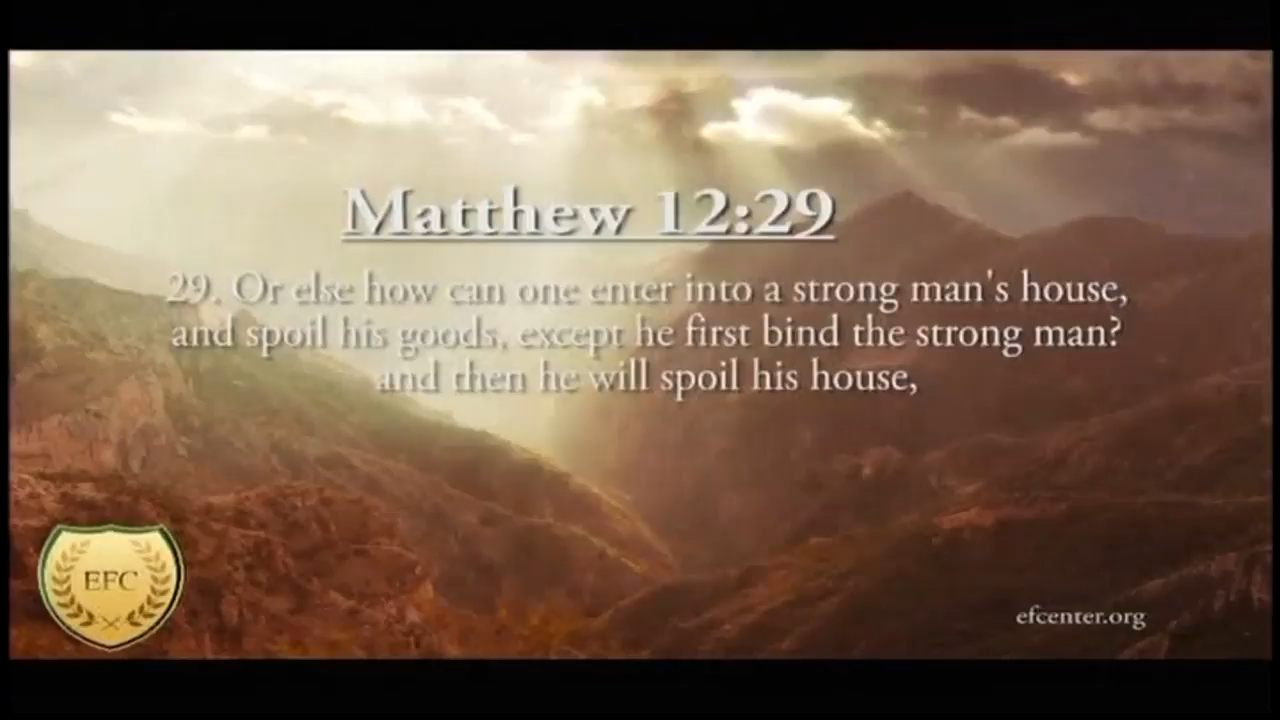 Matthew 12:29
29. Or else how can one enter into a strong man's house,
and spoil his goods, except he first bind the strong man?
and then he will spoil his house,
EFC
efcenter.org